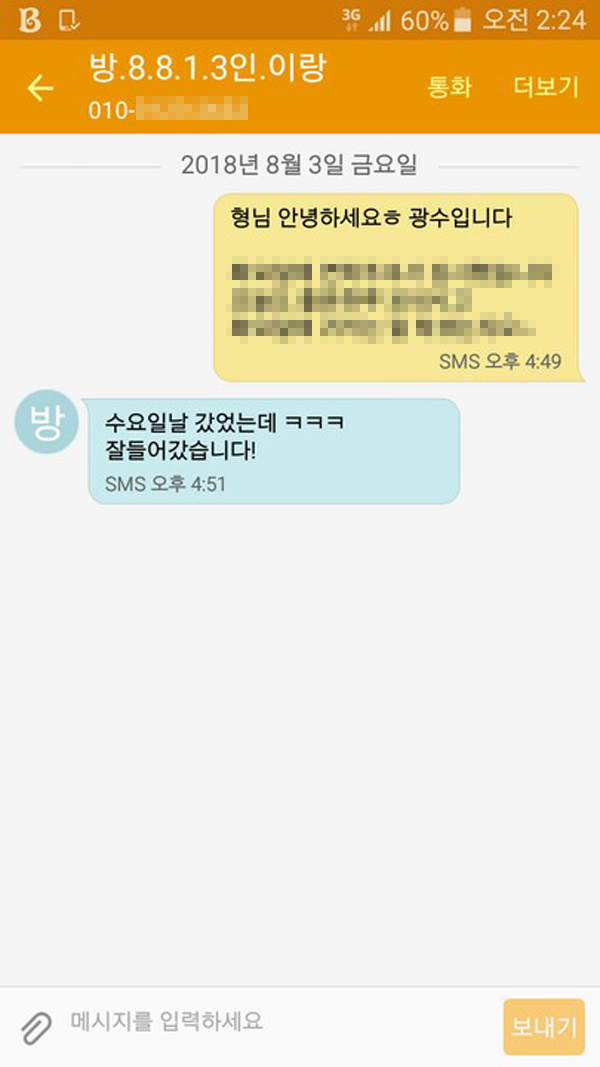 B 3G 60% 오전 2:24
방.8.8.1.3인.이랑
010-
통화 더보기
2018년 8월 3일 금요일
형님 안녕하세요ㅎ 광수입니다
SMS 오후 4:49
방
수요일날 갔었는데 ㅋㅋㅋ
잘들어갔습니다!
SMS 오후 4:51
메시지를 입력하세요
보내기